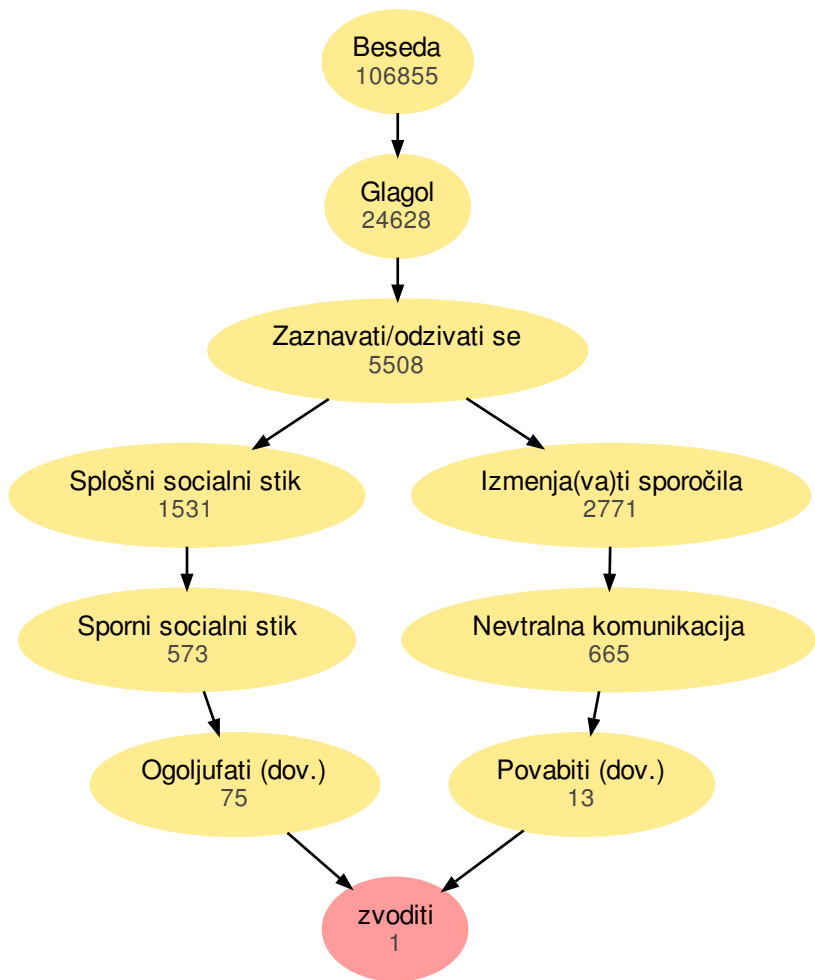 Beseda
106855
Glagol
24628
Zaznavati/odzivati se
5508
Splošni socialni stik
1531
Izmenja(va)ti sporočila
2771
Sporni socialni stik
573
Nevtralna komunikacija
665
Ogoljufati (dov.)
75
Povabiti (dov.)
13
zvoditi
1